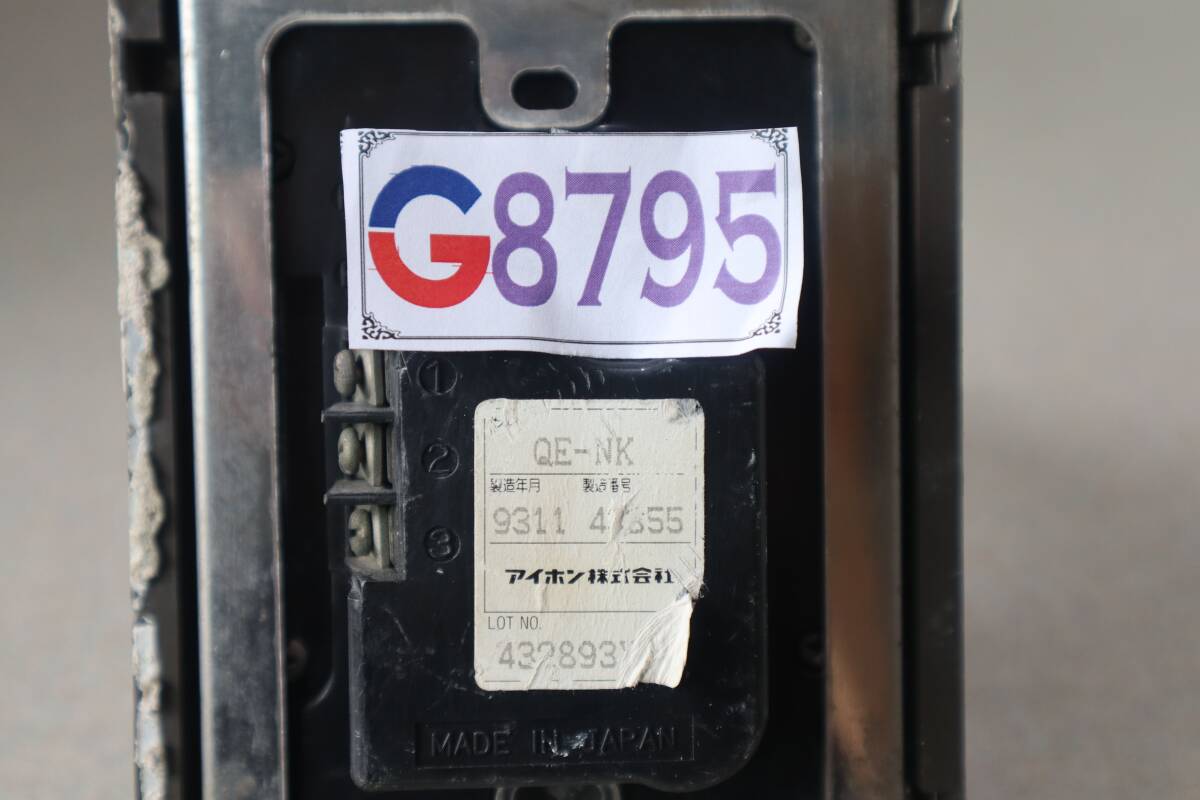 G8795
1
2
3
QE-NK
製造年月 製造番号
9311
アイホン株式会社
LOT NO.
MADE IN JAPAN